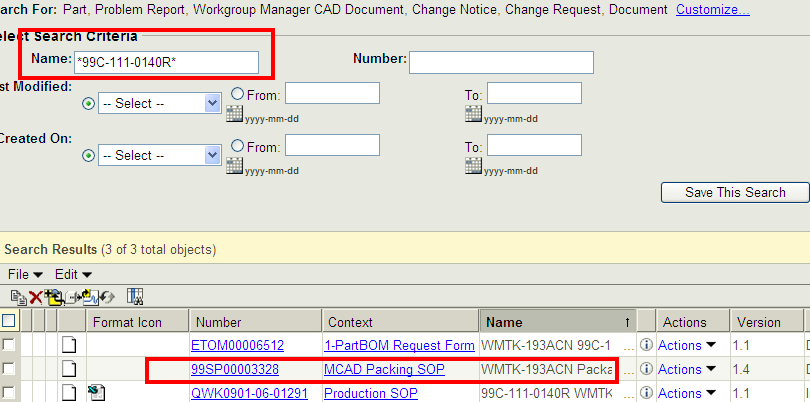 arch For: Part, Problem Report, Workgroup Manager CAD Document, Change Notice, Change Request, Document Customize...
elect Search Criteria
Name: *99C-111-0140R* Number:
st Modified: -- Select -- From: To:
yyyy-mm-dd yyyy-mm-dd
Created On: -- Select -- From: To:
yyyy-mm-dd yyyy-mm-dd
Save This Search
Search Results (3 of 3 total objects)
File Edit
Format Icon Number Context Name Actions Version
ETOM00006512 1-PartBOM Request Form WMTK-193ACN 99C-1 ... Actions 1.1
99SP00003328 MCAD Packing SOP WMTK-193ACN Packa ... Actions 1.4
QWK0901-06-01291 Production SOP 99C-111-0140R WMTK ... Actions 1.1